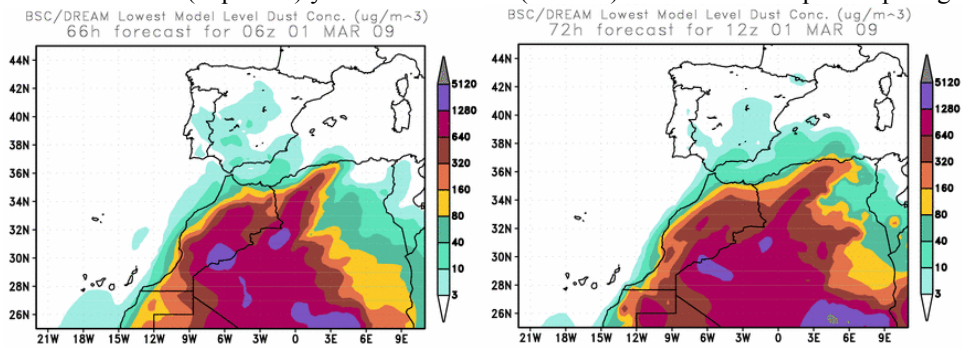 BSC/DREAM Lowest Model Level Dust Conc. (ug/m^3)
66h forecast for 06z 01 MAR 09
44N
42N
40N
38N
36N
34N
32N
30N
28N
26N
21W 18W 15W 12W 9W 6W 3W 0 3E 6E 9E
5120
1280
640
320
160
80
40
10
3
BSC/DREAM Lowest Model Level Dust Conc. (ug/m^3)
72h forecast for 12z 01 MAR 09
44N
42N
40N
38N
36N
34N
32N
30N
28N
26N
21W 18W 15W 12W 9W 6W 3W 0 3E 6E 9E
5120
1280
640
320
160
80
40
10
3